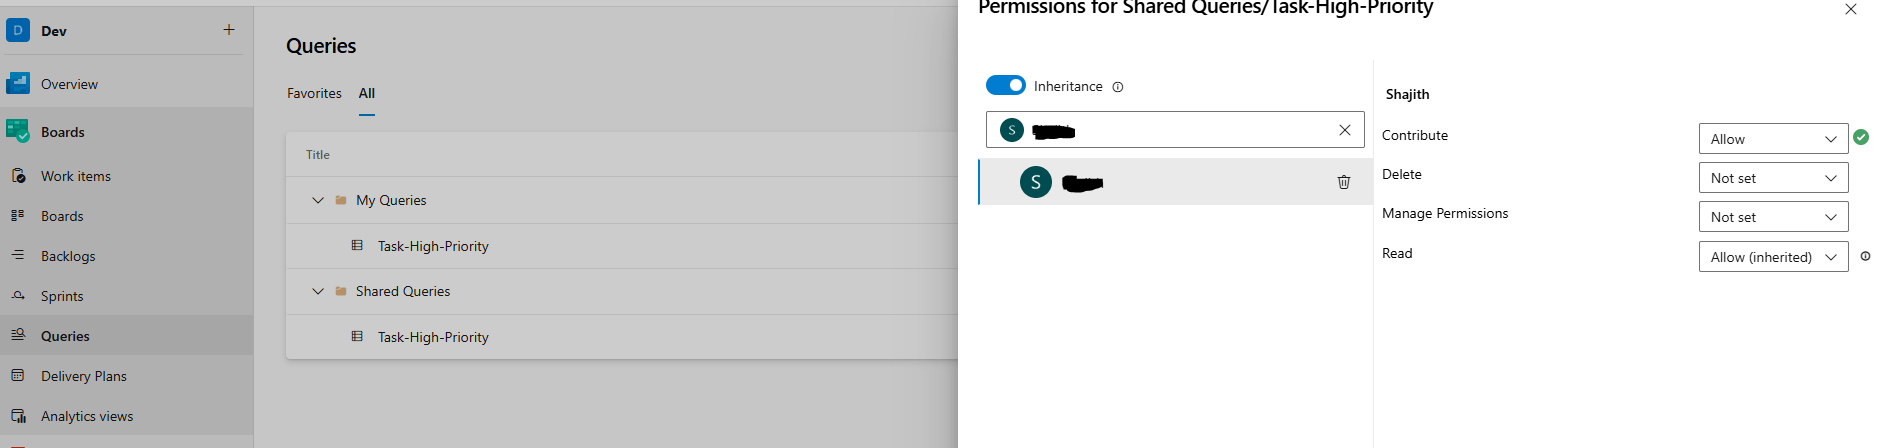 D Dev +
Overview
Boards
Work items
Boards
Backlogs
Sprints
Queries
Delivery Plans
Analytics views
Queries
Favorites All
Title
My Queries
Task-High-Priority
Shared Queries
Task-High-Priority
Permissions for Shared Queries/Task-High-Priority
Inheritance
S
S
Shajith
Contribute Allow
Delete Not set
Manage Permissions Not set
Read Allow (inherited)